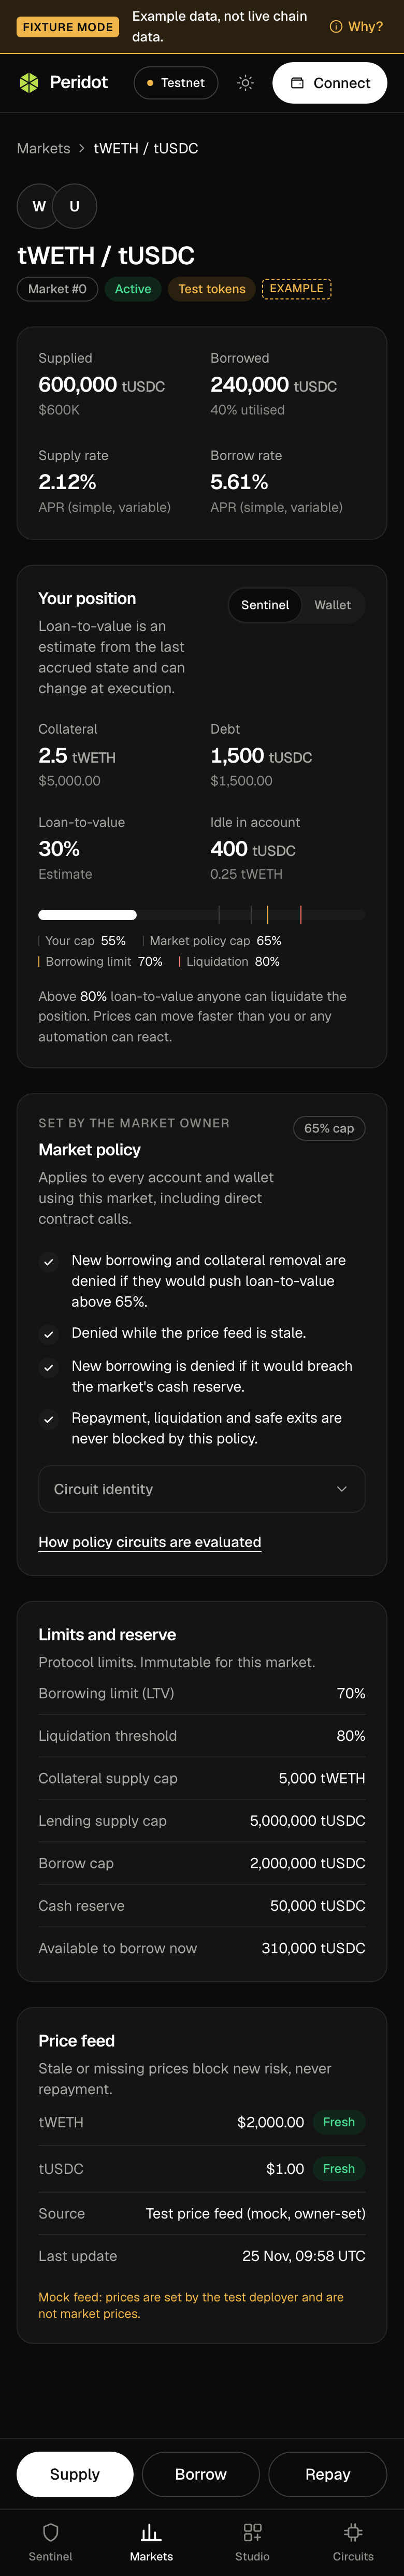 FIXTURE MODE
Example data, not live chain
data.
Why?
Peridot
Testnet
Connect
Markets > tWETH / tUSDC
W U
tWETH / tUSDC
Market #0 Active Test tokens EXAMPLE
Supplied Borrowed
600,000 tUSDC 240,000 tUSDC
$600K 40% utilised
Supply rate Borrow rate
2.12% 5.61%
APR (simple, variable) APR (simple, variable)
Your position
Sentinel Wallet
Loan-to-value is an
estimate from the last
accrued state and can
change at execution.
Collateral Debt
2.5 tWETH 1,500 tUSDC
$5,000.00 $1,500.00
Loan-to-value Idle in account
30% 400 tUSDC
Estimate 0.25 tWETH
Your cap 55% Market policy cap 65%
Borrowing limit 70% Liquidation 80%
Above 80% loan-to-value anyone can liquidate the
position. Prices can move faster than you or any
automation can react.
SET BY THE MARKET OWNER
65% cap
Market policy
Applies to every account and wallet
using this market, including direct
contract calls.
New borrowing and collateral removal are
denied if they would push loan-to-value
above 65%.
Denied while the price feed is stale.
New borrowing is denied if it would breach
the market's cash reserve.
Repayment, liquidation and safe exits are
never blocked by this policy.
Circuit identity
How policy circuits are evaluated
Limits and reserve
Protocol limits. Immutable for this market.
Borrowing limit (LTV) 70%
Liquidation threshold 80%
Collateral supply cap 5,000 tWETH
Lending supply cap 5,000,000 tUSDC
Borrow cap 2,000,000 tUSDC
Cash reserve 50,000 tUSDC
Available to borrow now 310,000 tUSDC
Price feed
Stale or missing prices block new risk, never
repayment.
tWETH $2,000.00 Fresh
tUSDC $1.00 Fresh
Source Test price feed (mock, owner-set)
Last update 25 Nov, 09:58 UTC
Mock feed: prices are set by the test deployer and are
not market prices.
Supply Borrow Repay
Sentinel Markets Studio Circuits